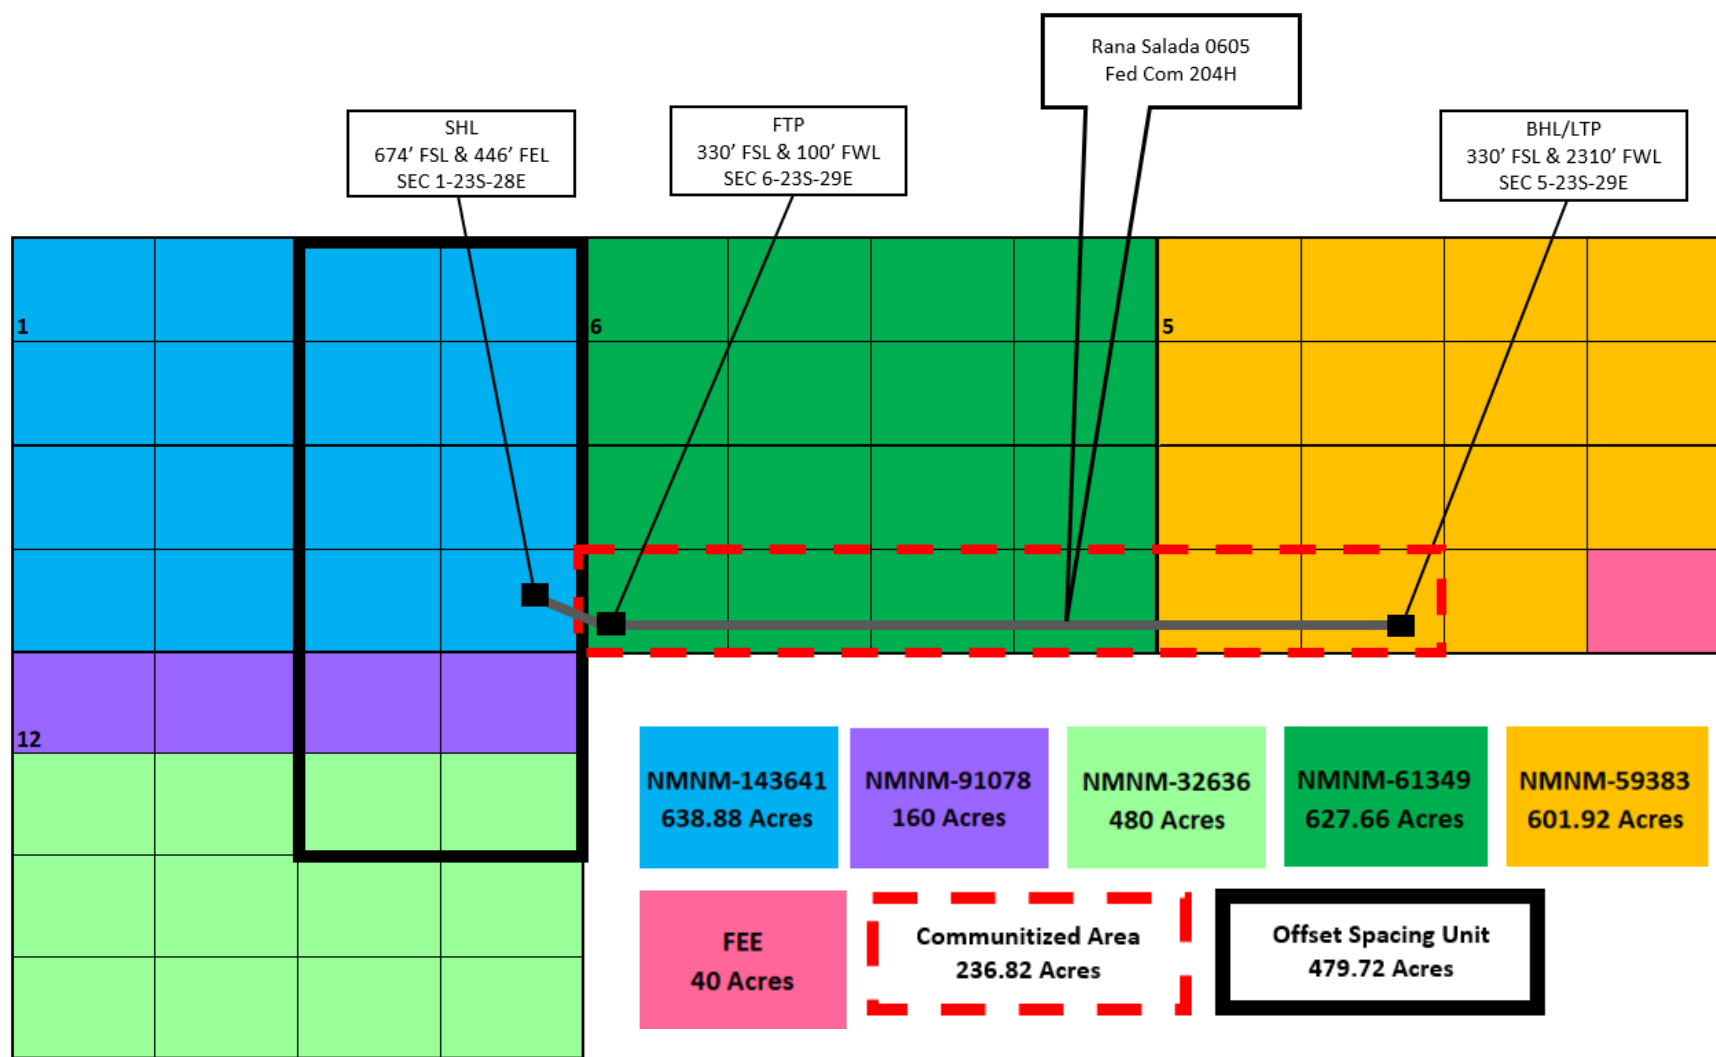 Rana Salada 0605
Fed Com 204H
SHL
674’ FSL & 446’ FEL
SEC 1-23S-28E
FTP
330’ FSL & 100’ FWL
SEC 6-23S-29E
BHL/LTP
330’ FSL & 2310’ FWL
SEC 5-23S-29E
1
6
5
12
NMNM-143641
638.88 Acres
NMNM-91078
160 Acres
NMNM-32636
480 Acres
NMNM-61349
627.66 Acres
NMNM-59383
601.92 Acres
FEE
40 Acres
Communitized Area
236.82 Acres
Offset Spacing Unit
479.72 Acres